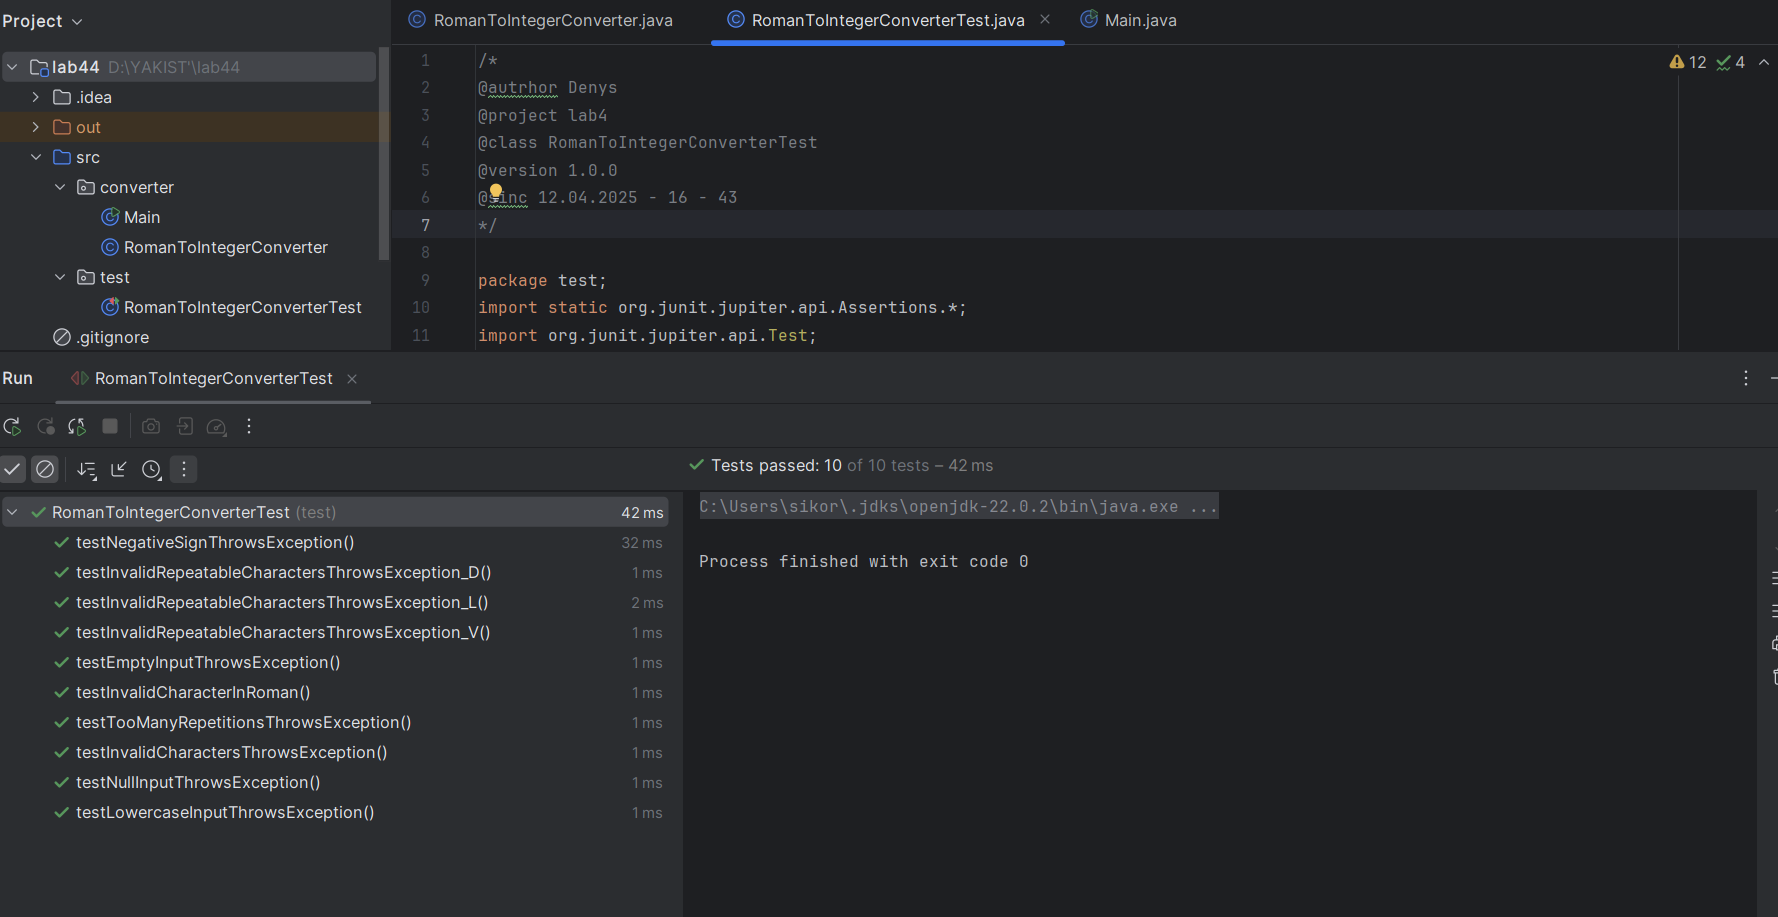 Project
RomanToIntegerConverter.java
RomanToIntegerConverterTest.java
Main.java
lab44 D:\YAKIST'\lab44
.idea
out
src
converter
Main
RomanToIntegerConverter
test
RomanToIntegerConverterTest
.gitignore
12 4
1 /*
2 @autrhor Denys
3 @project lab4
4 @class RomanToIntegerConverterTest
5 @version 1.0.0
6 @sinc 12.04.2025 - 16 - 43
7 */
8
9 package test;
10 import static org.junit.jupiter.api.Assertions.*;
11 import org.junit.jupiter.api.Test;
Run RomanToIntegerConverterTest
Tests passed: 10 of 10 tests – 42 ms
RomanToIntegerConverterTest (test) 42 ms
testNegativeSignThrowsException() 32 ms
testInvalidRepeatableCharactersThrowsException_D() 1 ms
testInvalidRepeatableCharactersThrowsException_L() 2 ms
testInvalidRepeatableCharactersThrowsException_V() 1 ms
testEmptyInputThrowsException() 1 ms
testInvalidCharacterInRoman() 1 ms
testTooManyRepetitionsThrowsException() 1 ms
testInvalidCharactersThrowsException() 1 ms
testNullInputThrowsException() 1 ms
testLowercaseInputThrowsException() 1 ms
C:\Users\sikor\.jdks\openjdk-22.0.2\bin\java.exe ...
Process finished with exit code 0